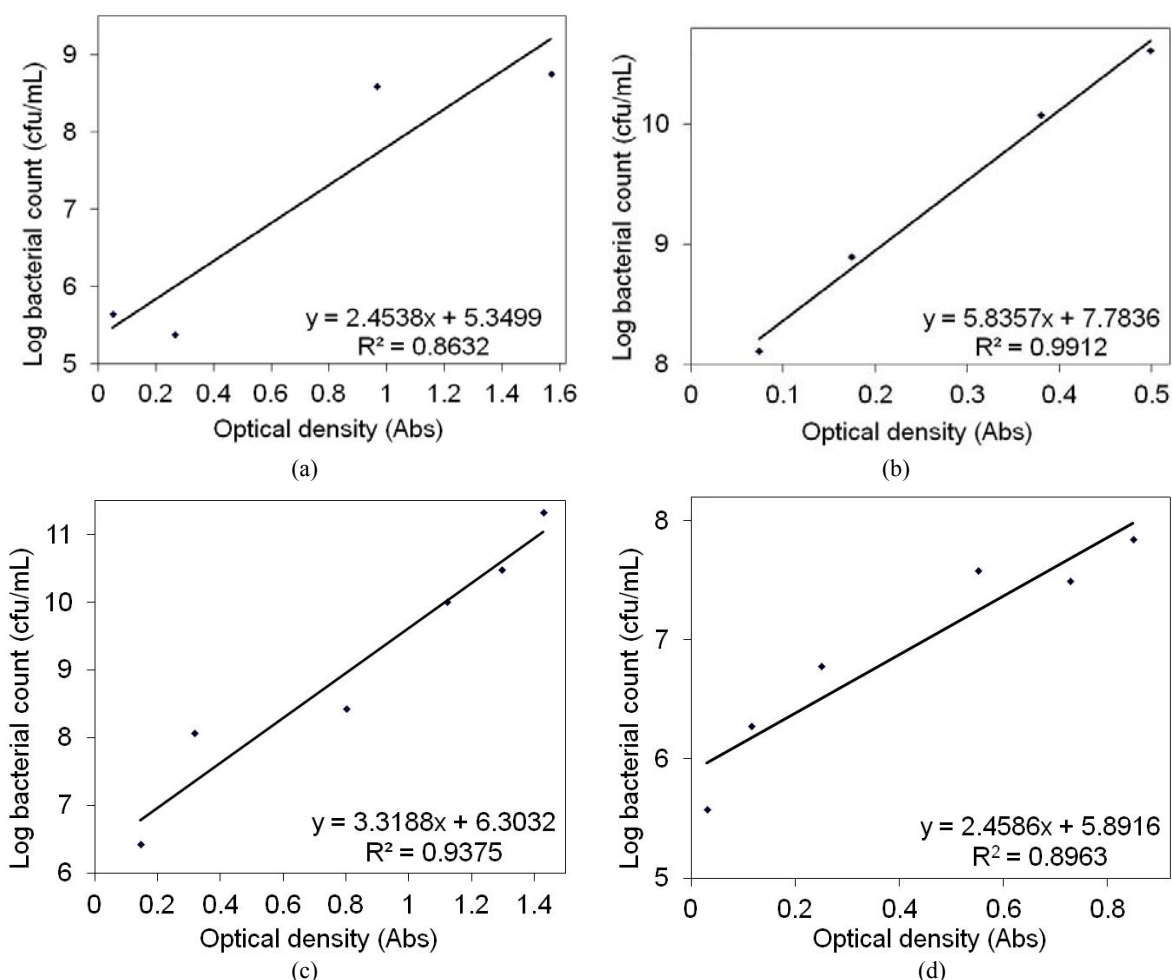 Log bacterial count (cfu/mL)
9
8
7
6
5
0 0.2 0.4 0.6 0.8 1 1.2 1.4 1.6
y = 2.4538x + 5.3499
R² = 0.8632
Optical density (Abs)
(a)
Log bacterial count (cfu/mL)
10
9
8
0 0.1 0.2 0.3 0.4 0.5
y = 5.8357x + 7.7836
R² = 0.9912
Optical density (Abs)
(b)
Log bacterial count (cfu/mL)
11
10
9
8
7
6
0 0.2 0.4 0.6 0.8 1 1.2 1.4
y = 3.3188x + 6.3032
R² = 0.9375
Optical density (Abs)
(c)
Log bacterial count (cfu/mL)
8
7
6
5
0 0.2 0.4 0.6 0.8
y = 2.4586x + 5.8916
R² = 0.8963
Optical density (Abs)
(d)